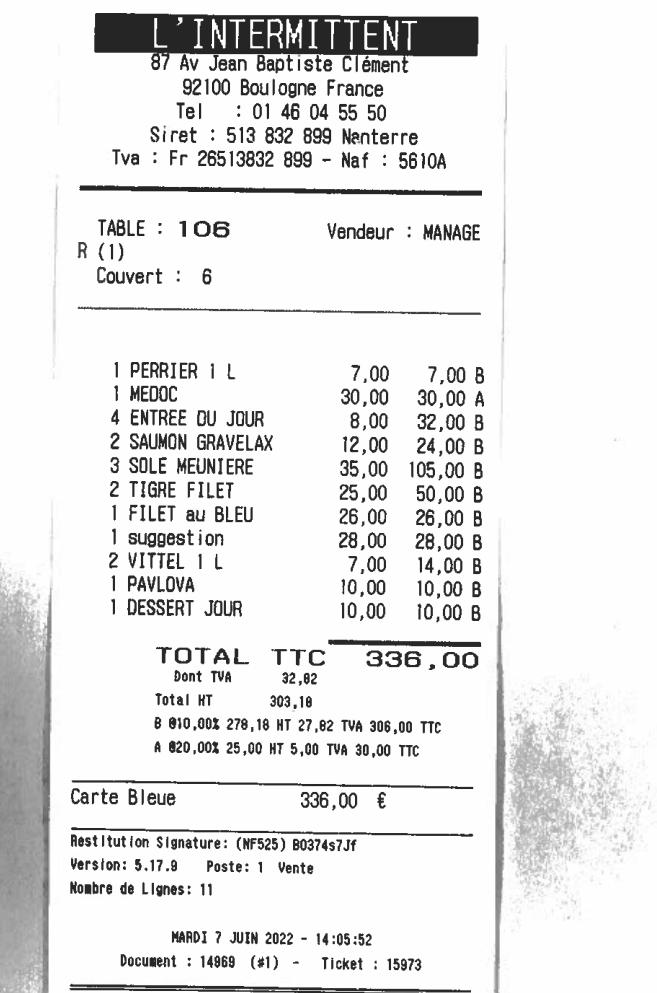 L'INTERMITTENT
87 Av Jean Baptiste Clément
92100 Boulogne France
Tel : 01 46 04 55 50
Siret : 513 832 899 Nanterre
Tva : Fr 26513832 899 - Naf : 5610A
TABLE : 106 Vendeur : MANAGE
R (1)
Couvert : 6
1 PERRIER 1 L 7,00 7,00 B
1 MEDOC 30,00 30,00 A
4 ENTREE DU JOUR 8,00 32,00 B
2 SAUMON GRAVELAX 12,00 24,00 B
3 SOLE MEUNIERE 35,00 105,00 B
2 TIGRE FILET 25,00 50,00 B
1 FILET au BLEU 26,00 26,00 B
1 suggestion 28,00 28,00 B
2 VITTEL 1 L 7,00 14,00 B
1 PAVLOVA 10,00 10,00 B
1 DESSERT JOUR 10,00 10,00 B
TOTAL TTC 336,00
Dont TVA 32,82
Total HT 303,18
B @10,00% 278,18 HT 27,82 TVA 306,00 TTC
A @20,00% 25,00 HT 5,00 TVA 30,00 TTC
Carte Bleue 336,00 €
Restitution Signature: (NF525) B0374s7Jf
Version: 5.17.9 Poste: 1 Vente
Nombre de Lignes: 11
MARDI 7 JUIN 2022 - 14:05:52
Document : 14969 (#1) - Ticket : 15973